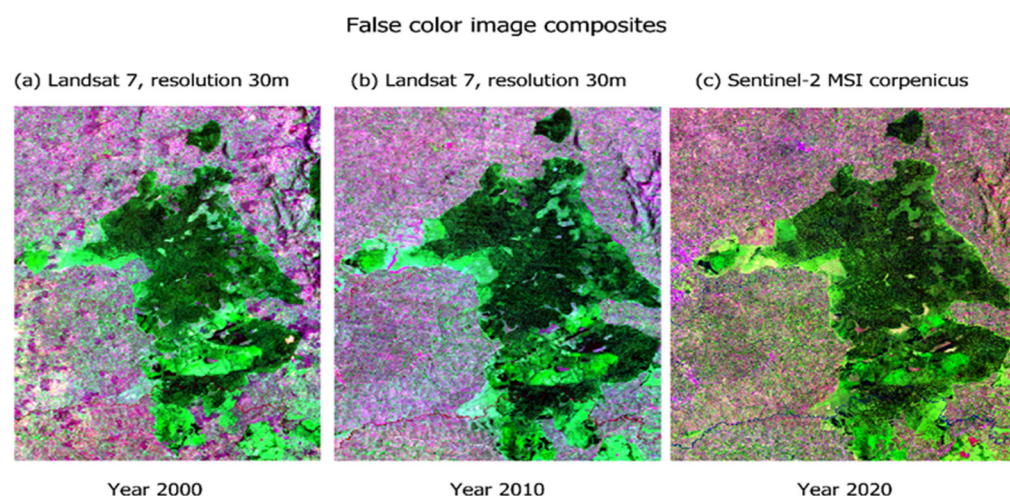 False color image composites
(a) Landsat 7, resolution 30m
(b) Landsat 7, resolution 30m
(c) Sentinel-2 MSI corpenicus
Year 2000
Year 2010
Year 2020